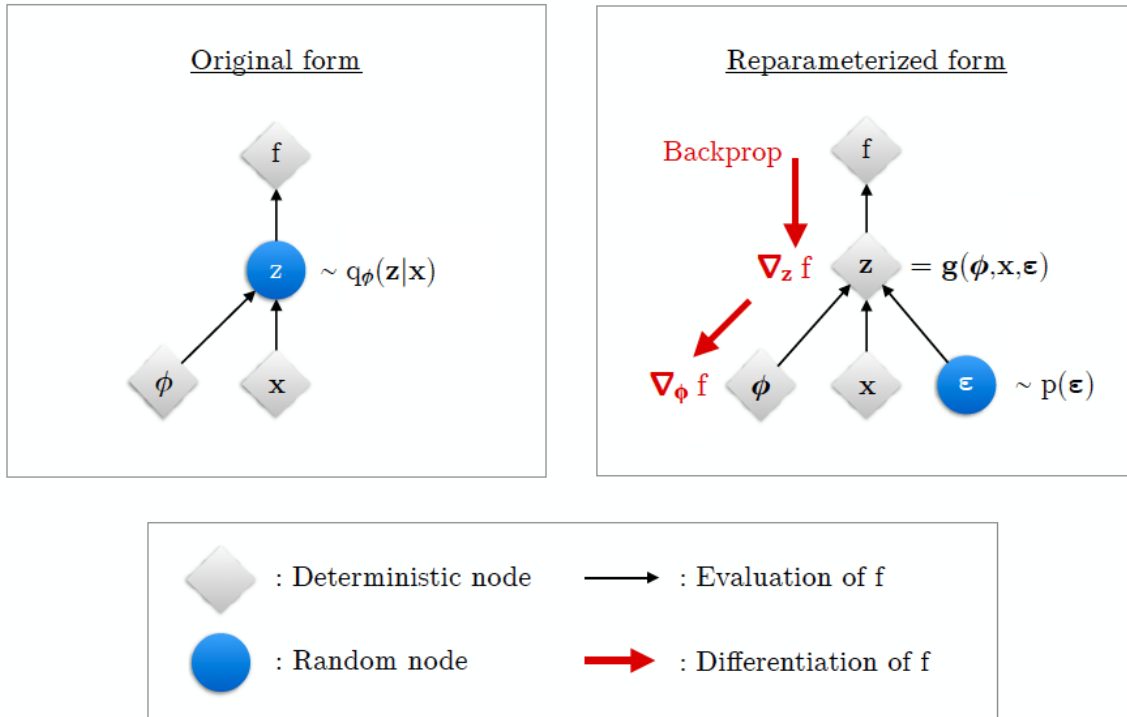 Original form
f
z ~ qϕ(z|x)
ϕ x
Reparameterized form
Backprop f
∇z f z = g(ϕ,x,ε)
∇ϕ f ϕ x ε ~ p(ε)
: Deterministic node : Evaluation of f
: Random node : Differentiation of f